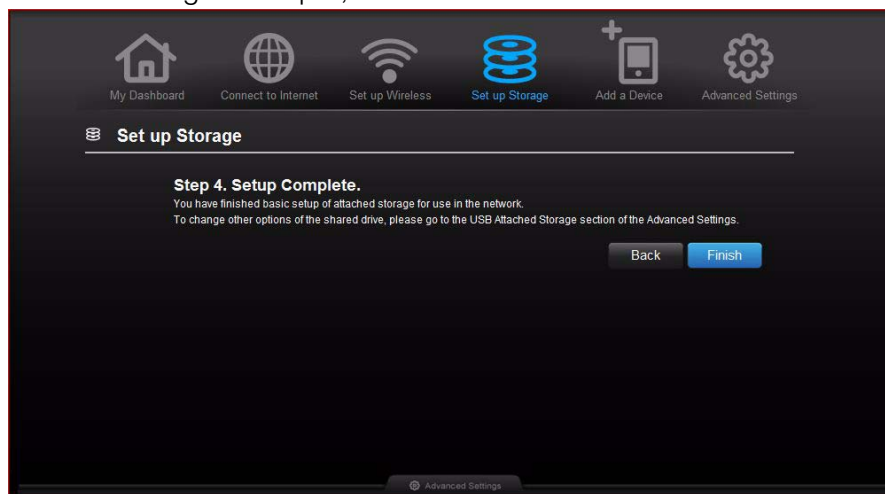 My Dashboard Connect to Internet Set up Wireless Set up Storage Add a Device Advanced Settings
Set up Storage
Step 4. Setup Complete.
You have finished basic setup of attached storage for use in the network.
To change other options of the shared drive, please go to the USB Attached Storage section of the Advanced Settings.
Back Finish
Advanced Settings